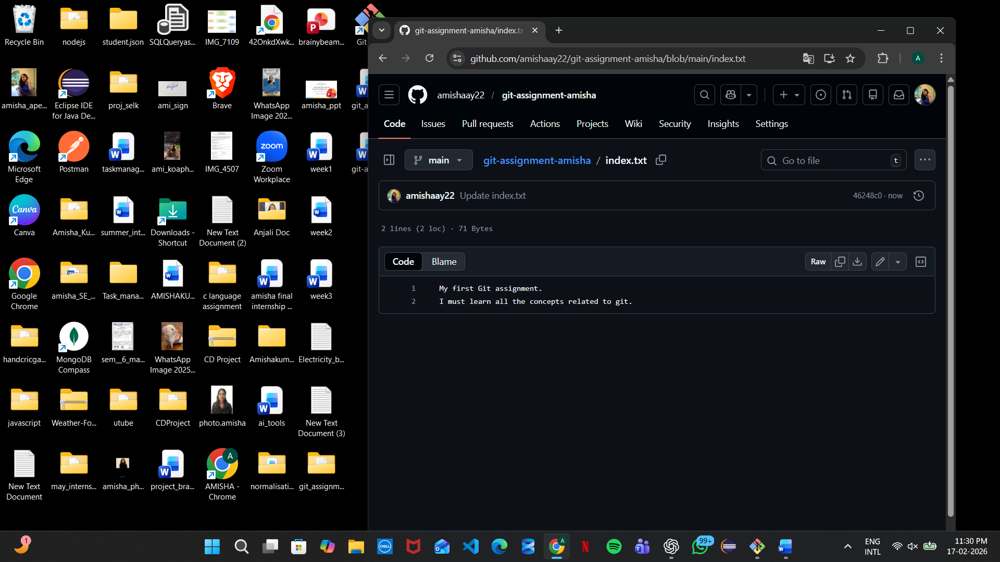 Recycle Bin
nodejs
student.json
SQLQueryas...
IMG_7109
42OnkdXwk...
brainybeam...
Git
amisha_ape...
Eclipse IDE
for Java De...
proj_selk
ami_sign
Brave
WhatsApp
Image 202...
amisha_ppt
git_a
Microsoft
Edge
Postman
taskmanag...
ami_koaph...
IMG_4507
zoom
Zoom
Workplace
week1
git-a
Canva
Canva
Amisha_Ku...
summer_int...
Downloads -
Shortcut
New Text
Document (2)
Anjali Doc
week2
Google
Chrome
amisha_SE_...
Task_mana...
AMISHAKU...
c language
assignment
amisha final
internship ...
week3
handcricga...
MongoDB
Compass
sem__6_ma...
WhatsApp
Image 2025...
CD Project
Amishakum...
Electricity_b...
javascript
Weather-Fo...
utube
CDProject
photo.amisha
ai_tools
New Text
Document (3)
New Text
Document
may_interns...
amisha_ph...
project_bra...
AMISHA -
Chrome
normalisati...
git_assignm...
git-assignment-amisha/index.tx
github.com/amishaay22/git-assignment-amisha/blob/main/index.txt
A
amishaay22 / git-assignment-amisha
Code Issues Pull requests Actions Projects Wiki Security Insights Settings
main
git-assignment-amisha / index.txt
Go to file
t
amishaay22 Update index.txt
46248c0 · now
2 lines (2 loc) · 71 Bytes
Code Blame
Raw
1 My first Git assignment.
2 I must learn all the concepts related to git.
1
DELL
99+
ENG
INTL
11:30 PM
17-02-2026